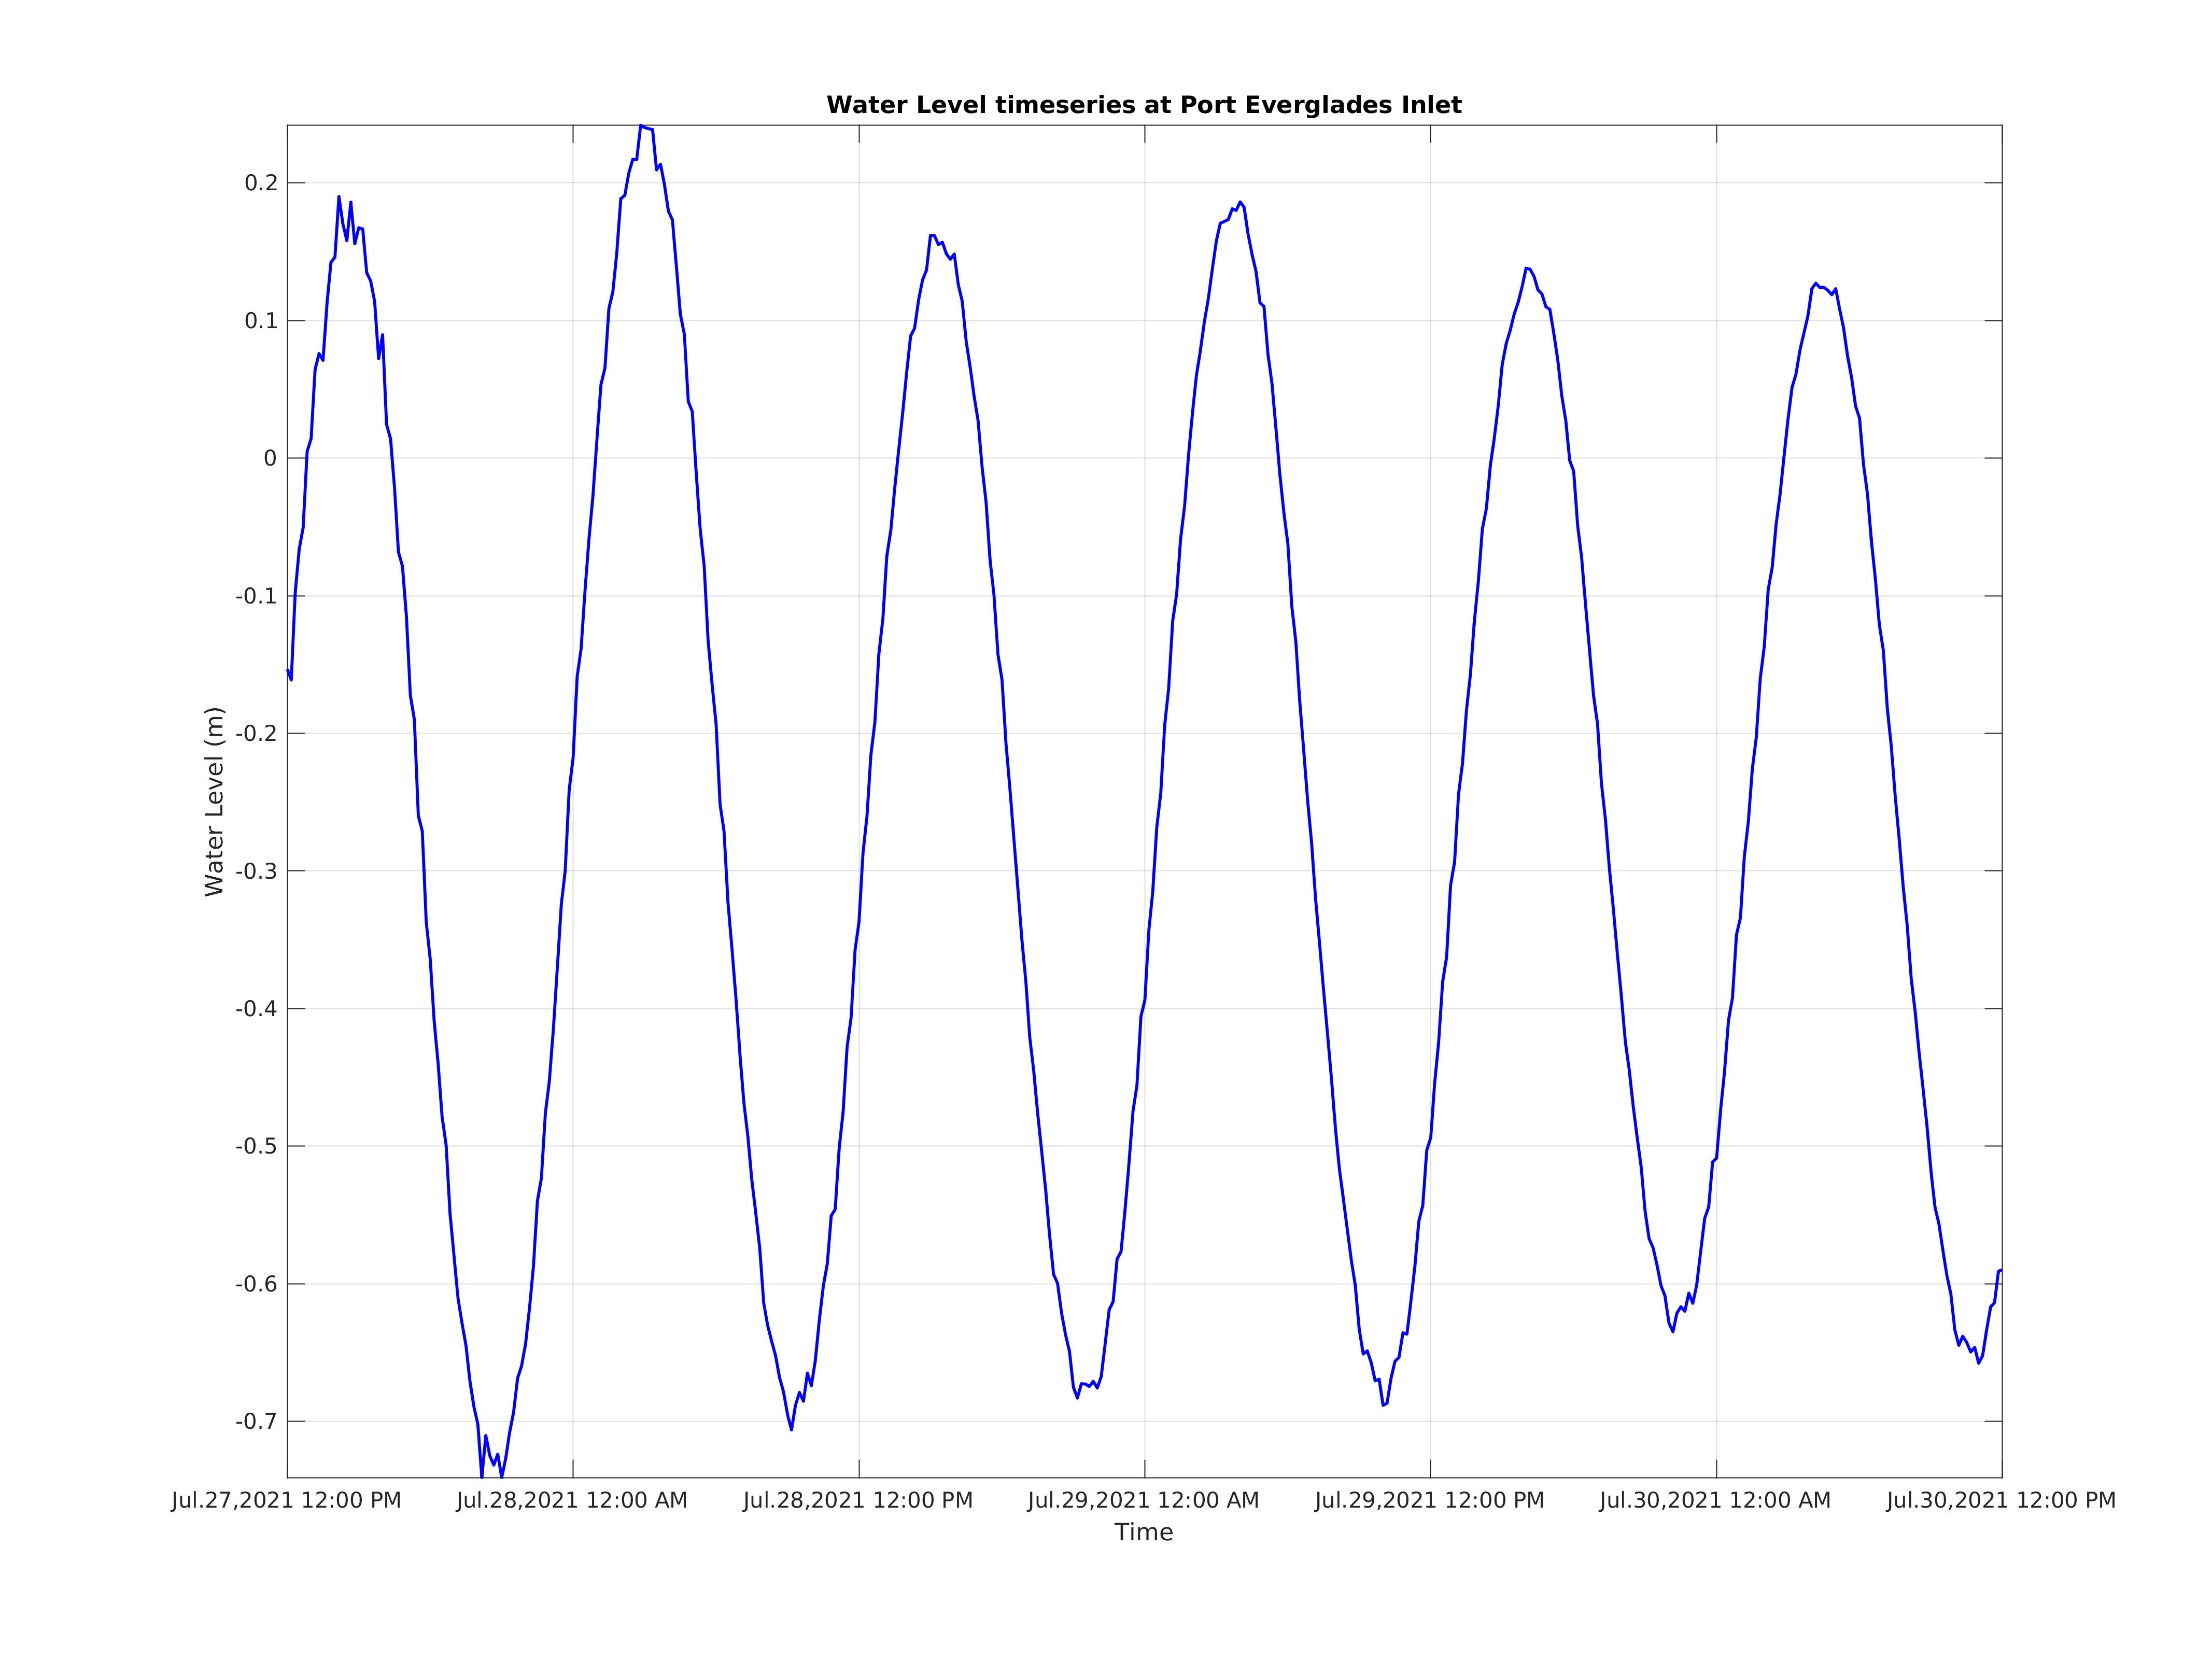 Water Level timeseries at Port Everglades Inlet
0.2
0.1
0
-0.1
-0.2
-0.3
-0.4
-0.5
-0.6
-0.7
Water Level (m)
Jul.27,2021 12:00 PM Jul.28,2021 12:00 AM Jul.28,2021 12:00 PM Jul.29,2021 12:00 AM Jul.29,2021 12:00 PM Jul.30,2021 12:00 AM Jul.30,2021 12:00 PM
Time